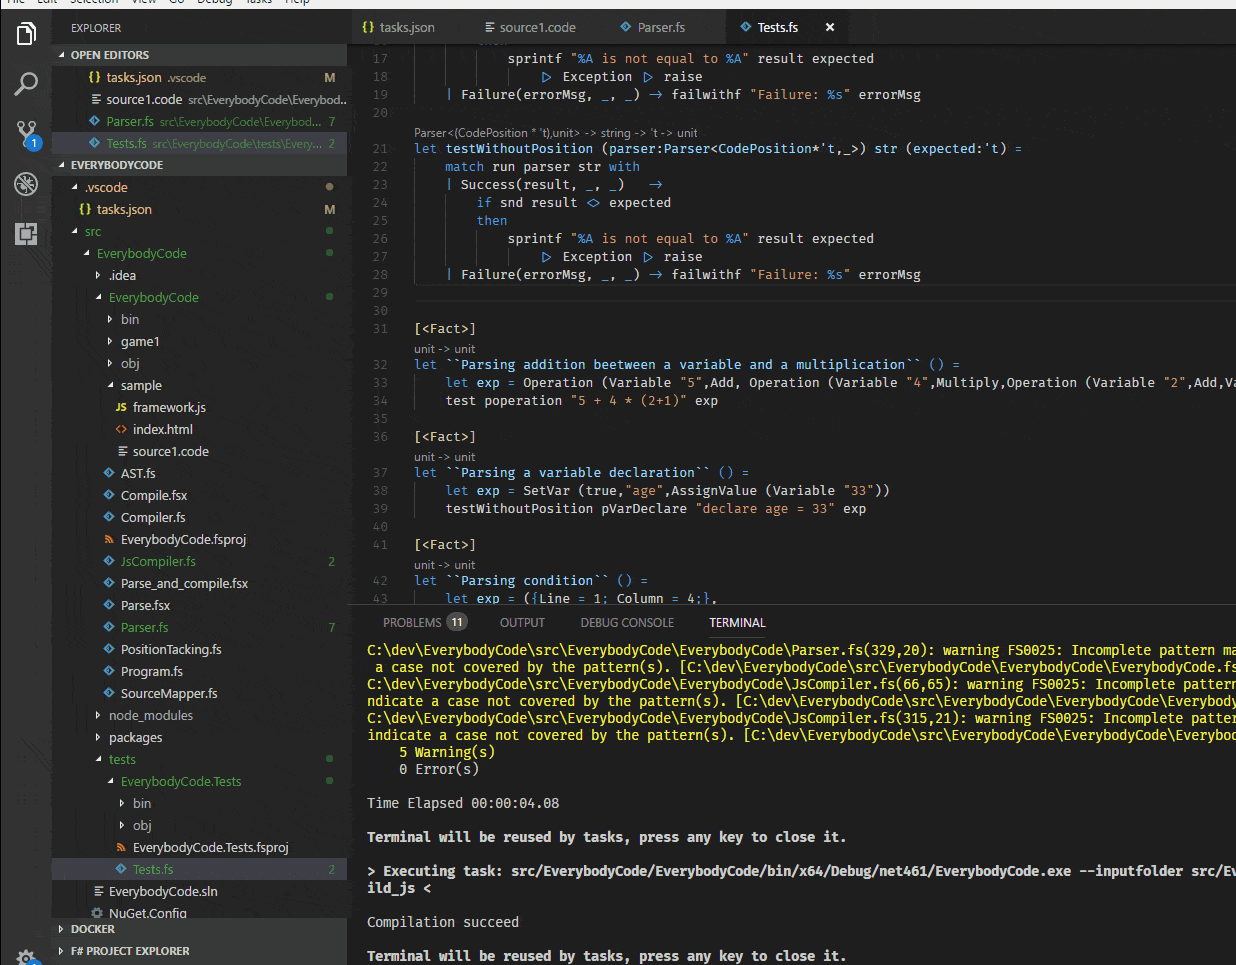 File Edit Selection View Go Debug Tasks Help
EXPLORER
OPEN EDITORS
tasks.json .vscode M
source1.code src\EverybodyCode\Everybod...
Parser.fs src\EverybodyCode\Everybod... 7
Tests.fs src\EverybodyCode\tests\Every... 2
EVERYBODYCODE
.vscode
{} tasks.json M
src
EverybodyCode
.idea
EverybodyCode
bin
game1
obj
sample
JS framework.js
<> index.html
source1.code
AST.fs
Compile.fsx
Compiler.fs
EverybodyCode.fsproj
JsCompiler.fs 2
Parse_and_compile.fsx
Parse.fsx
Parser.fs 7
PositionTacking.fs
Program.fs
SourceMapper.fs
node_modules
packages
tests
EverybodyCode.Tests
bin
obj
EverybodyCode.Tests.fsproj
Tests.fs 2
EverybodyCode.sln
NuGet.Config
DOCKER
F# PROJECT EXPLORER
1
{} tasks.json source1.code Parser.fs Tests.fs ×
17 sprintf "%A is not equal to %A" result expected
18 ▷ Exception ▷ raise
19 | Failure(errorMsg, _, _) → failwithf "Failure: %s" errorMsg
20
Parser<(CodePosition * 't),unit> -> string -> 't -> unit
21 let testWithoutPosition (parser:Parser<CodePosition*'t,_>) str (expected:'t) =
22 match run parser str with
23 | Success(result, _, _) →
24 if snd result <> expected
25 then
26 sprintf "%A is not equal to %A" result expected
27 ▷ Exception ▷ raise
28 | Failure(errorMsg, _, _) → failwithf "Failure: %s" errorMsg
29
30
31 [<Fact>]
unit -> unit
32 let ``Parsing addition beetween a variable and a multiplication`` () =
33 let exp = Operation (Variable "5",Add, Operation (Variable "4",Multiply,Operation (Variable "2",Add,Va
34 test poperation "5 + 4 * (2+1)" exp
35
36 [<Fact>]
unit -> unit
37 let ``Parsing a variable declaration`` () =
38 let exp = SetVar (true,"age",AssignValue (Variable "33"))
39 testWithoutPosition pVarDeclare "declare age = 33" exp
40
41 [<Fact>]
unit -> unit
42 let ``Parsing condition`` () =
43 let exp = ({Line = 1; Column = 4;},
PROBLEMS 11 OUTPUT DEBUG CONSOLE TERMINAL
C:\dev\EverybodyCode\src\EverybodyCode\EverybodyCode\Parser.fs(329,20): warning FS0025: Incomplete pattern ma
a case not covered by the pattern(s). [C:\dev\EverybodyCode\src\EverybodyCode\EverybodyCode\EverybodyCode.fs
C:\dev\EverybodyCode\src\EverybodyCode\EverybodyCode\JsCompiler.fs(66,65): warning FS0025: Incomplete pattern
ndicate a case not covered by the pattern(s). [C:\dev\EverybodyCode\src\EverybodyCode\EverybodyCode\Everybody
C:\dev\EverybodyCode\src\EverybodyCode\EverybodyCode\JsCompiler.fs(315,21): warning FS0025: Incomplete patter
indicate a case not covered by the pattern(s). [C:\dev\EverybodyCode\src\EverybodyCode\EverybodyCode\Everybod
5 Warning(s)
0 Error(s)
Time Elapsed 00:00:04.08
Terminal will be reused by tasks, press any key to close it.
> Executing task: src/EverybodyCode/EverybodyCode/bin/x64/Debug/net461/EverybodyCode.exe --inputfolder src/Ev
ild_js <
Compilation succeed
Terminal will be reused by tasks, press any key to close it.